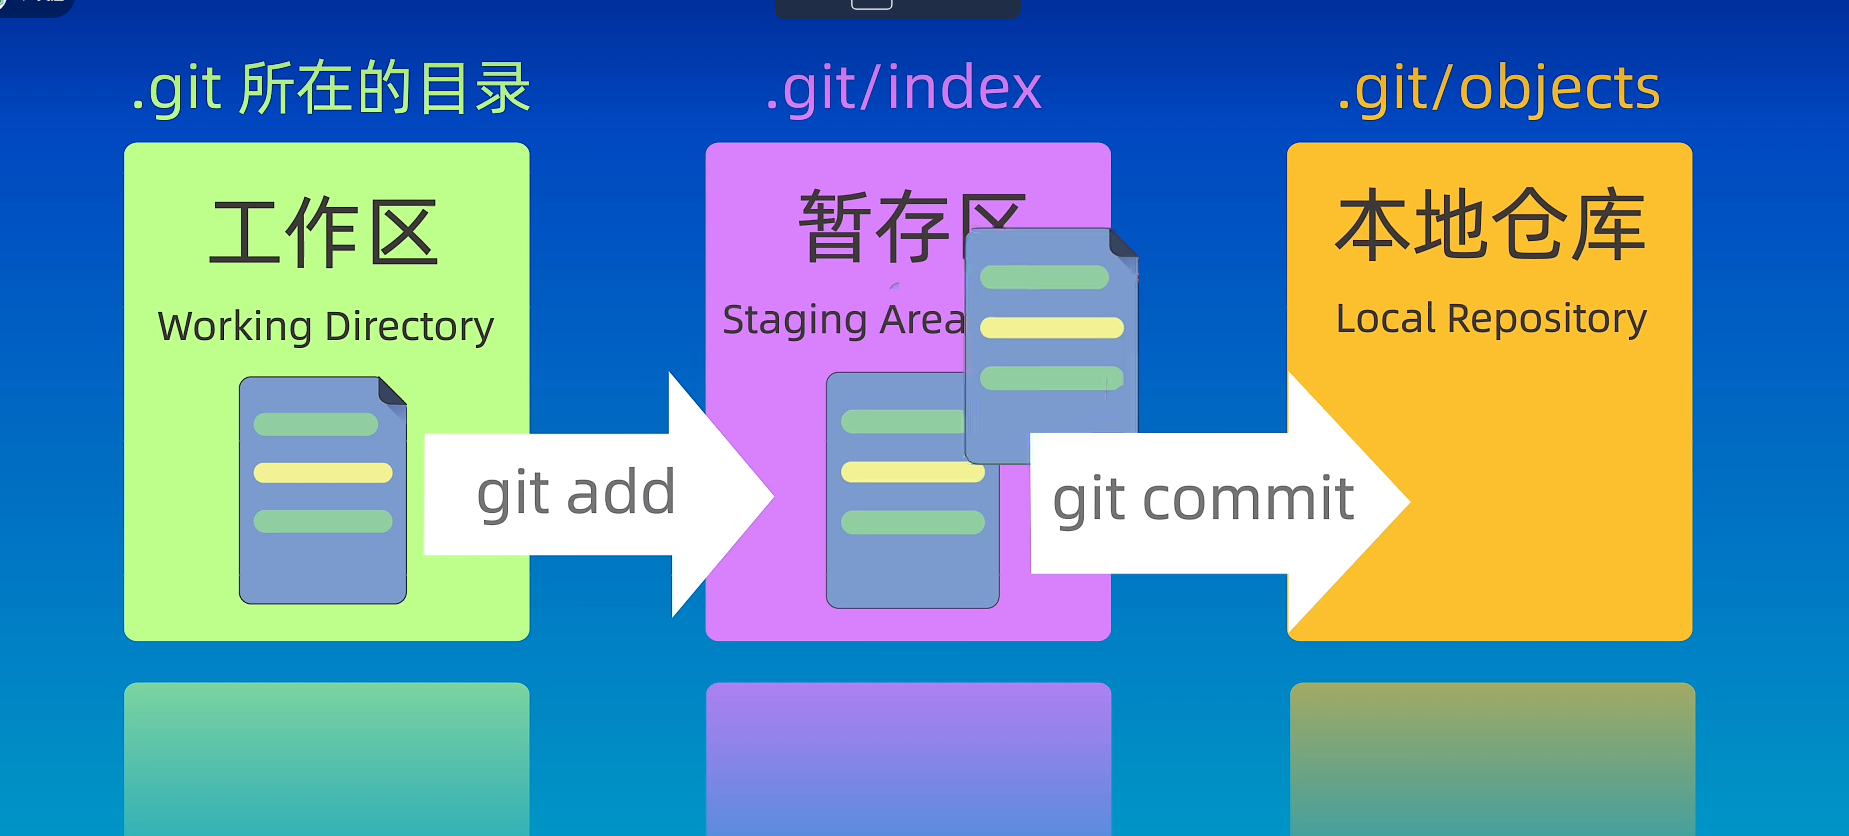 .git 所在的目录
.git/index
.git/objects
工作区
Working Directory
暂存区
Staging Area
本地仓库
Local Repository
git add
git commit